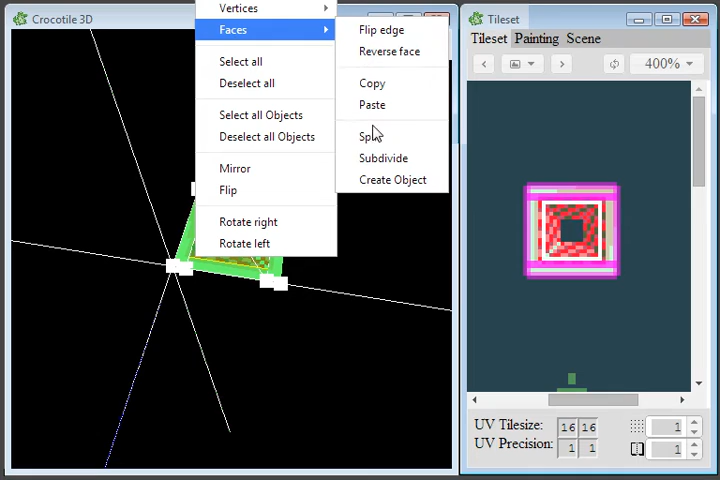 Crocotile 3D
Vertices
Faces
Select all
Deselect all
Select all Objects
Deselect all Objects
Mirror
Flip
Rotate right
Rotate left
Flip edge
Reverse face
Copy
Paste
Subdivide
Create Object
Tileset
Tileset Painting Scene
400%
UV Tilesize: 16 16 1
UV Precision: 1 1 1